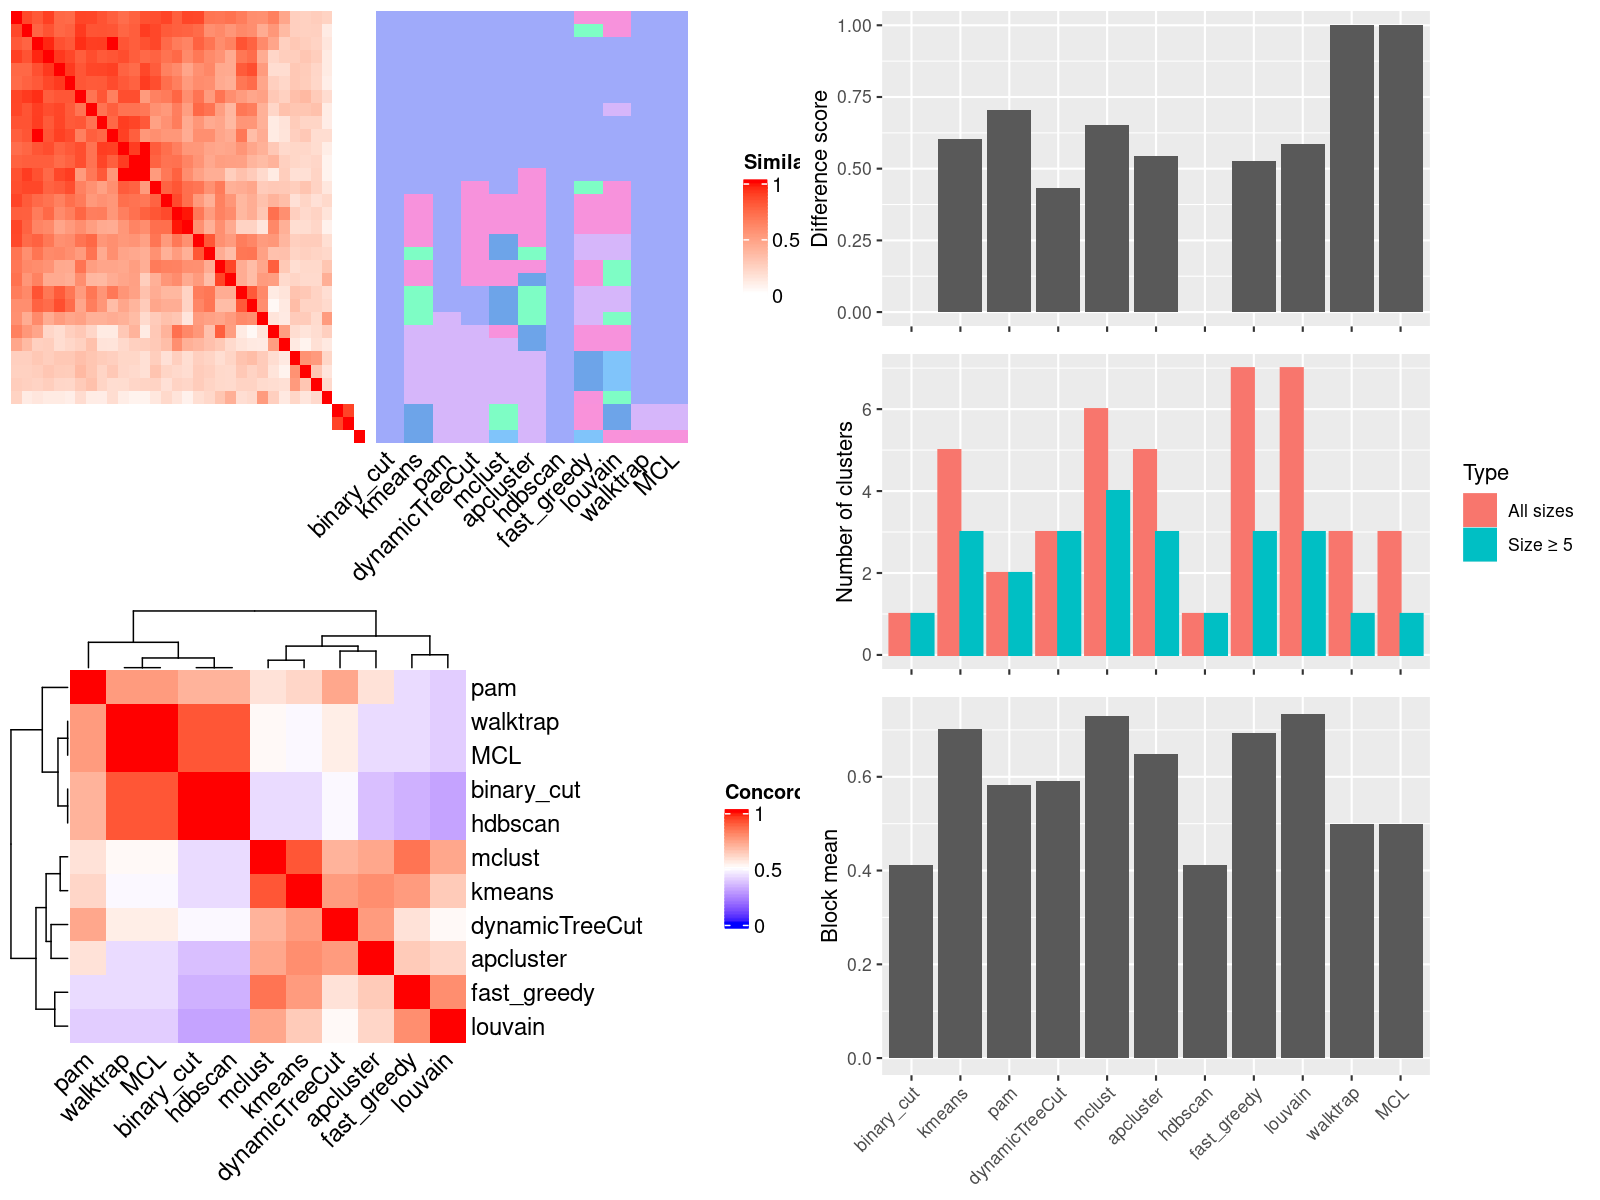 Simila
1
0.5
0
binary_cut
kmeans
pam
dynamicTreeCut
mclust
apcluster
hdbscan
fast_greedy
louvain
walktrap
MCL
pam
walktrap
MCL
binary_cut
hdbscan
mclust
kmeans
dynamicTreeCut
apcluster
fast_greedy
louvain
Concord
1
0.5
0
pam
walktrap
MCL
binary_cut
hdbscan
mclust
kmeans
dynamicTreeCut
apcluster
fast_greedy
louvain
Difference score
1.00
0.75
0.50
0.25
0.00
Number of clusters
6
4
2
0
Type
All sizes
Size ≥ 5
Block mean
0.6
0.4
0.2
0.0
binary_cut
kmeans
pam
dynamicTreeCut
mclust
apcluster
hdbscan
fast_greedy
louvain
walktrap
MCL